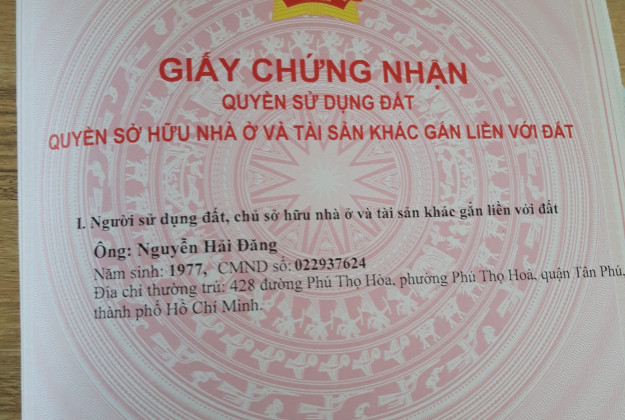 GIẤY CHỨNG NHẬN
QUYỀN SỬ DỤNG ĐẤT
QUYỀN SỞ HỮU NHÀ Ở VÀ TÀI SẢN KHÁC GẮN LIỀN VỚI ĐẤT
I. Người sử dụng đất, chủ sở hữu nhà ở và tài sản khác gắn liền với đất
Ông: Nguyễn Hải Đăng
Năm sinh: 1977, CMND số: 022937624
Địa chỉ thường trú: 428 đường Phú Thọ Hòa, phường Phú Thọ Hoà, quận Tân Phú,
thành phố Hồ Chí Minh.